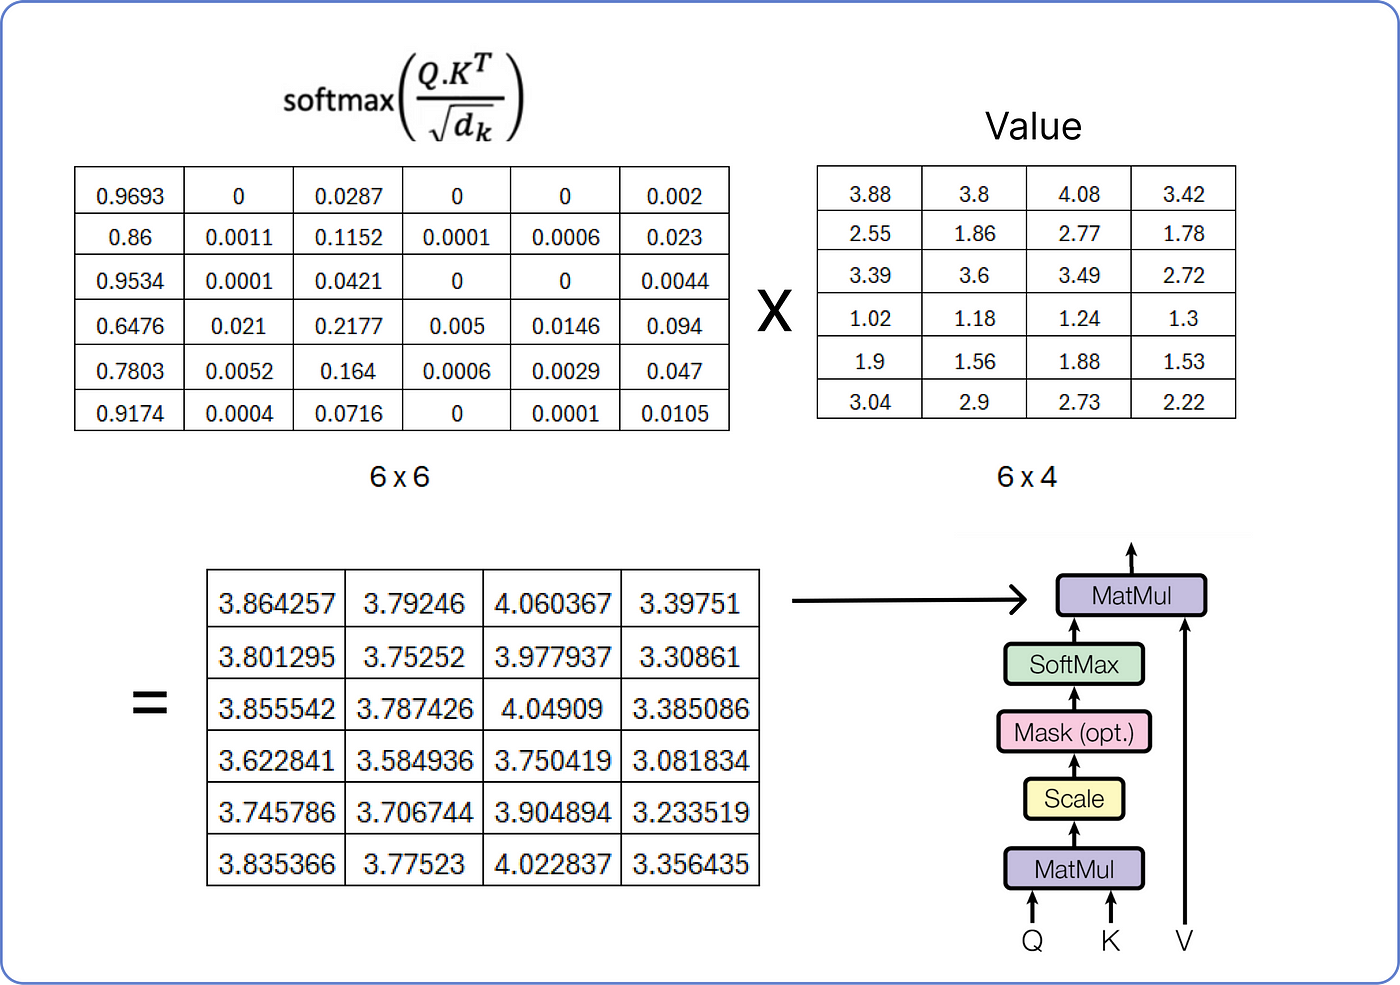 softmax(Q.K^T / √d_k)
Value
0.9693 0 0.0287 0 0 0.002
0.86 0.0011 0.1152 0.0001 0.0006 0.023
0.9534 0.0001 0.0421 0 0 0.0044
0.6476 0.021 0.2177 0.005 0.0146 0.094
0.7803 0.0052 0.164 0.0006 0.0029 0.047
0.9174 0.0004 0.0716 0 0.0001 0.0105
6 x 6
X
3.88 3.8 4.08 3.42
2.55 1.86 2.77 1.78
3.39 3.6 3.49 2.72
1.02 1.18 1.24 1.3
1.9 1.56 1.88 1.53
3.04 2.9 2.73 2.22
6 x 4
=
3.864257 3.79246 4.060367 3.39751
3.801295 3.75252 3.977937 3.30861
3.855542 3.787426 4.04909 3.385086
3.622841 3.584936 3.750419 3.081834
3.745786 3.706744 3.904894 3.233519
3.835366 3.77523 4.022837 3.356435
MatMul
SoftMax
Mask (opt.)
Scale
MatMul
Q K V